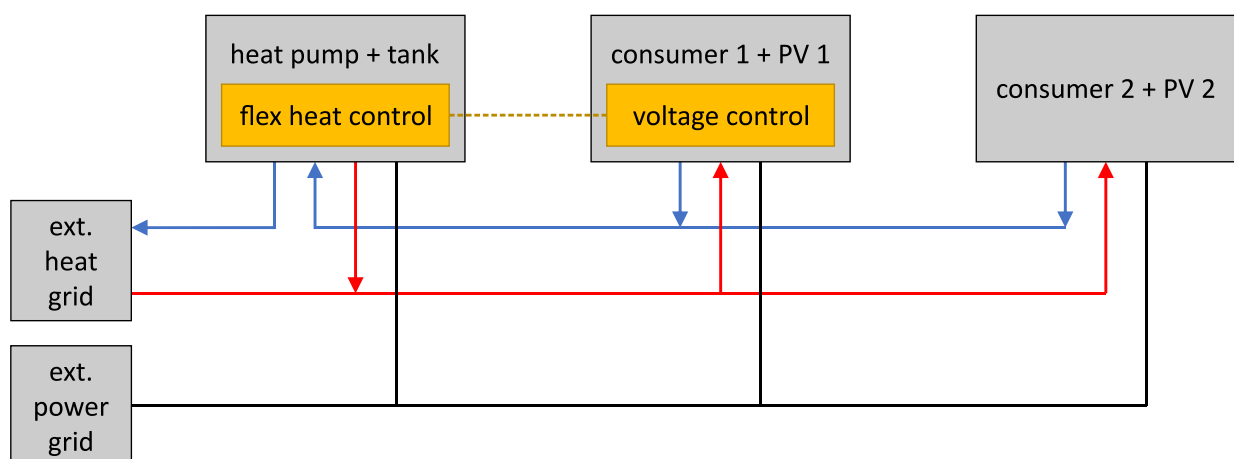 heat pump + tank
flex heat control
consumer 1 + PV 1
voltage control
consumer 2 + PV 2
ext.
heat
grid
ext.
power
grid